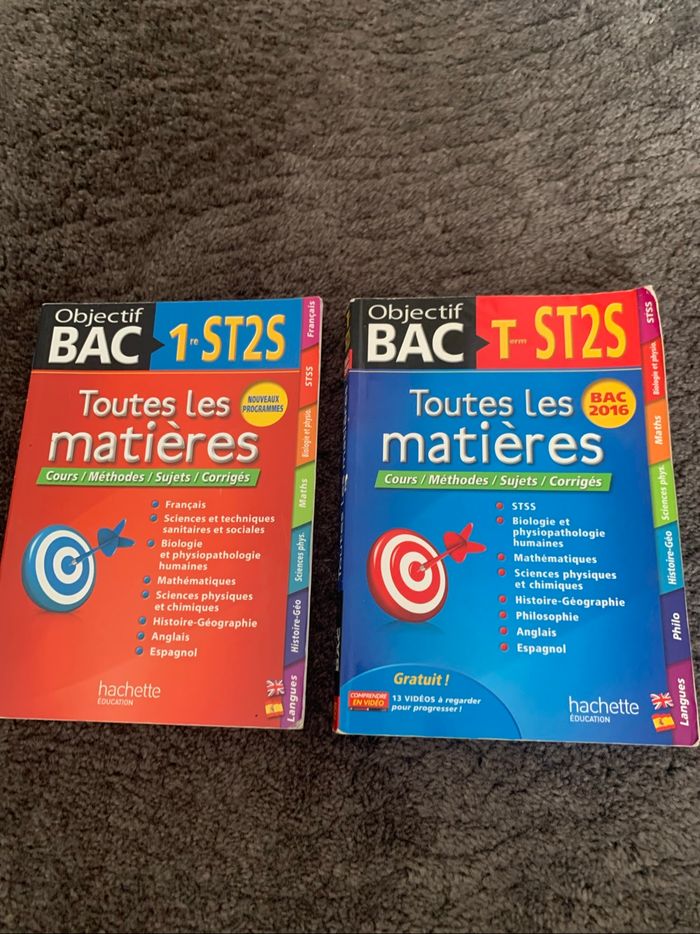 Objectif
BAC
1re ST2S
Toutes les
matières
NOUVEAUX
PROGRAMMES
Cours / Méthodes / Sujets / Corrigés
Français
Sciences et techniques
sanitaires et sociales
Biologie
et physiopathologie
humaines
Mathématiques
Sciences physiques
et chimiques
Histoire-Géographie
Anglais
Espagnol
hachette
ÉDUCATION
Français
STSS
Biologie et physio.
Maths
Sciences phys.
Histoire-Géo
Langues
Objectif
BAC
Term ST2S
Toutes les
matières
BAC
2016
Cours / Méthodes / Sujets / Corrigés
STSS
Biologie et
physiopathologie
humaines
Mathématiques
Sciences physiques
et chimiques
Histoire-Géographie
Philosophie
Anglais
Espagnol
Gratuit !
COMPRENDRE
EN VIDÉO
13 VIDÉOS à regarder
pour progresser !
hachette
ÉDUCATION
STSS
Biologie et physio.
Maths
Sciences phys.
Histoire-Géo
Philo
Langues